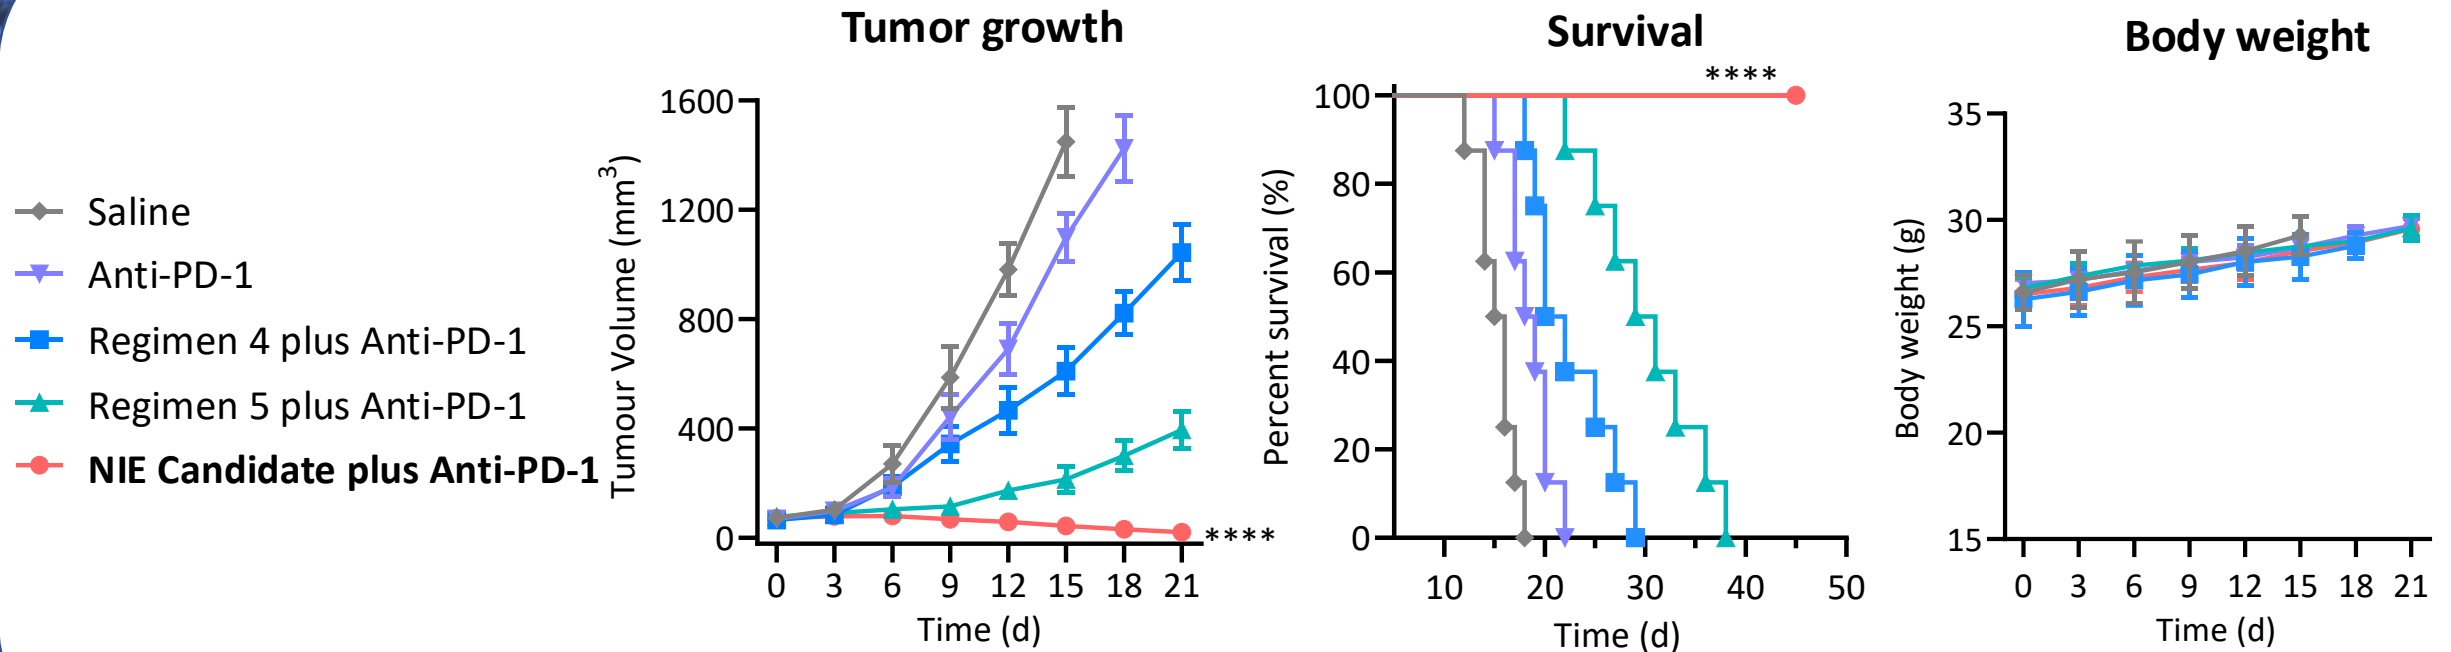 Tumor growth
Survival
Body weight
Saline
Anti-PD-1
Regimen 4 plus Anti-PD-1
Regimen 5 plus Anti-PD-1
NIE Candidate plus Anti-PD-1
Tumour Volume (mm³)
1600
1200
800
400
0
****
0 3 6 9 12 15 18 21
Time (d)
Percent survival (%)
100
80
60
40
20
0
****
10 20 30 40 50
Time (d)
Body weight (g)
35
30
25
20
15
0 3 6 9 12 15 18 21
Time (d)